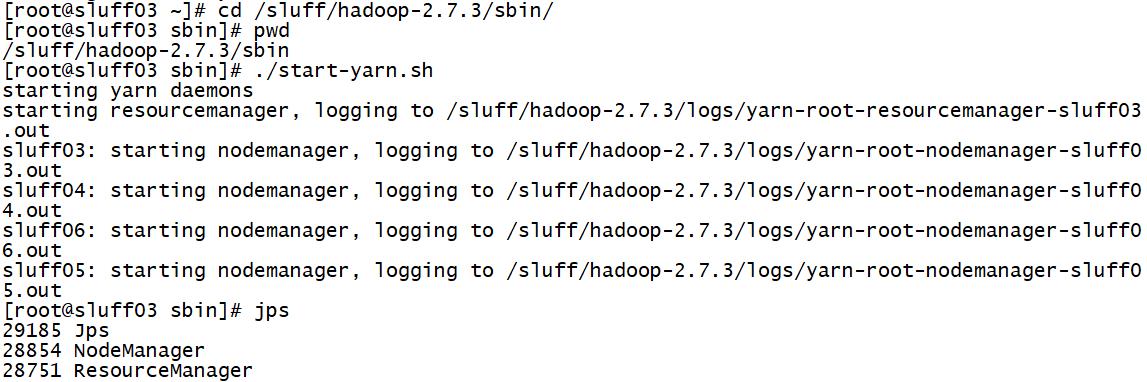 [root@sluff03 ~]# cd /sluff/hadoop-2.7.3/sbin/
[root@sluff03 sbin]# pwd
/sluff/hadoop-2.7.3/sbin
[root@sluff03 sbin]# ./start-yarn.sh
starting yarn daemons
starting resourcemanager, logging to /sluff/hadoop-2.7.3/logs/yarn-root-resourcemanager-sluff03
.out
sluff03: starting nodemanager, logging to /sluff/hadoop-2.7.3/logs/yarn-root-nodemanager-sluff0
3.out
sluff04: starting nodemanager, logging to /sluff/hadoop-2.7.3/logs/yarn-root-nodemanager-sluff0
4.out
sluff06: starting nodemanager, logging to /sluff/hadoop-2.7.3/logs/yarn-root-nodemanager-sluff0
6.out
sluff05: starting nodemanager, logging to /sluff/hadoop-2.7.3/logs/yarn-root-nodemanager-sluff0
5.out
[root@sluff03 sbin]# jps
29185 Jps
28854 NodeManager
28751 ResourceManager